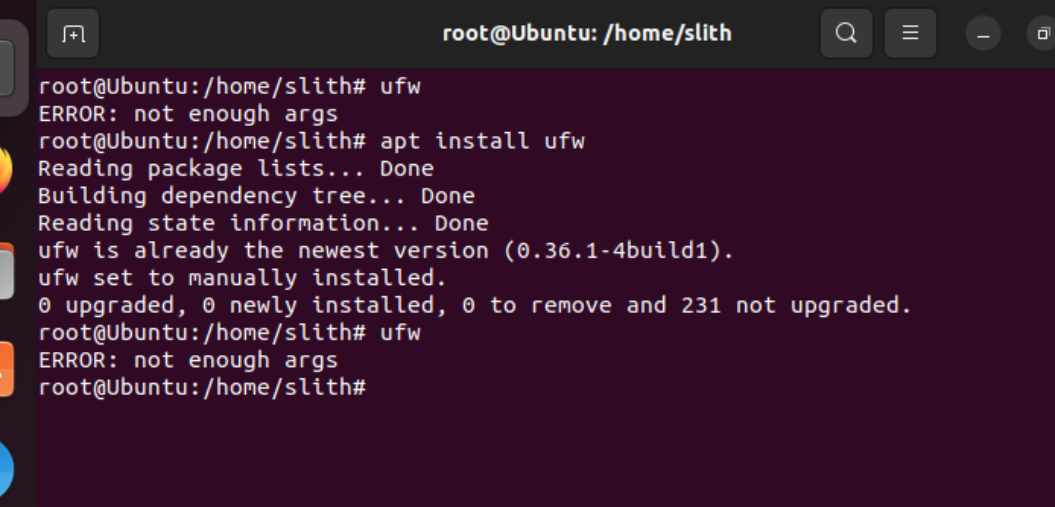 root@Ubuntu: /home/slith
root@Ubuntu:/home/slith# ufw
ERROR: not enough args
root@Ubuntu:/home/slith# apt install ufw
Reading package lists... Done
Building dependency tree... Done
Reading state information... Done
ufw is already the newest version (0.36.1-4build1).
ufw set to manually installed.
0 upgraded, 0 newly installed, 0 to remove and 231 not upgraded.
root@Ubuntu:/home/slith# ufw
ERROR: not enough args
root@Ubuntu:/home/slith#